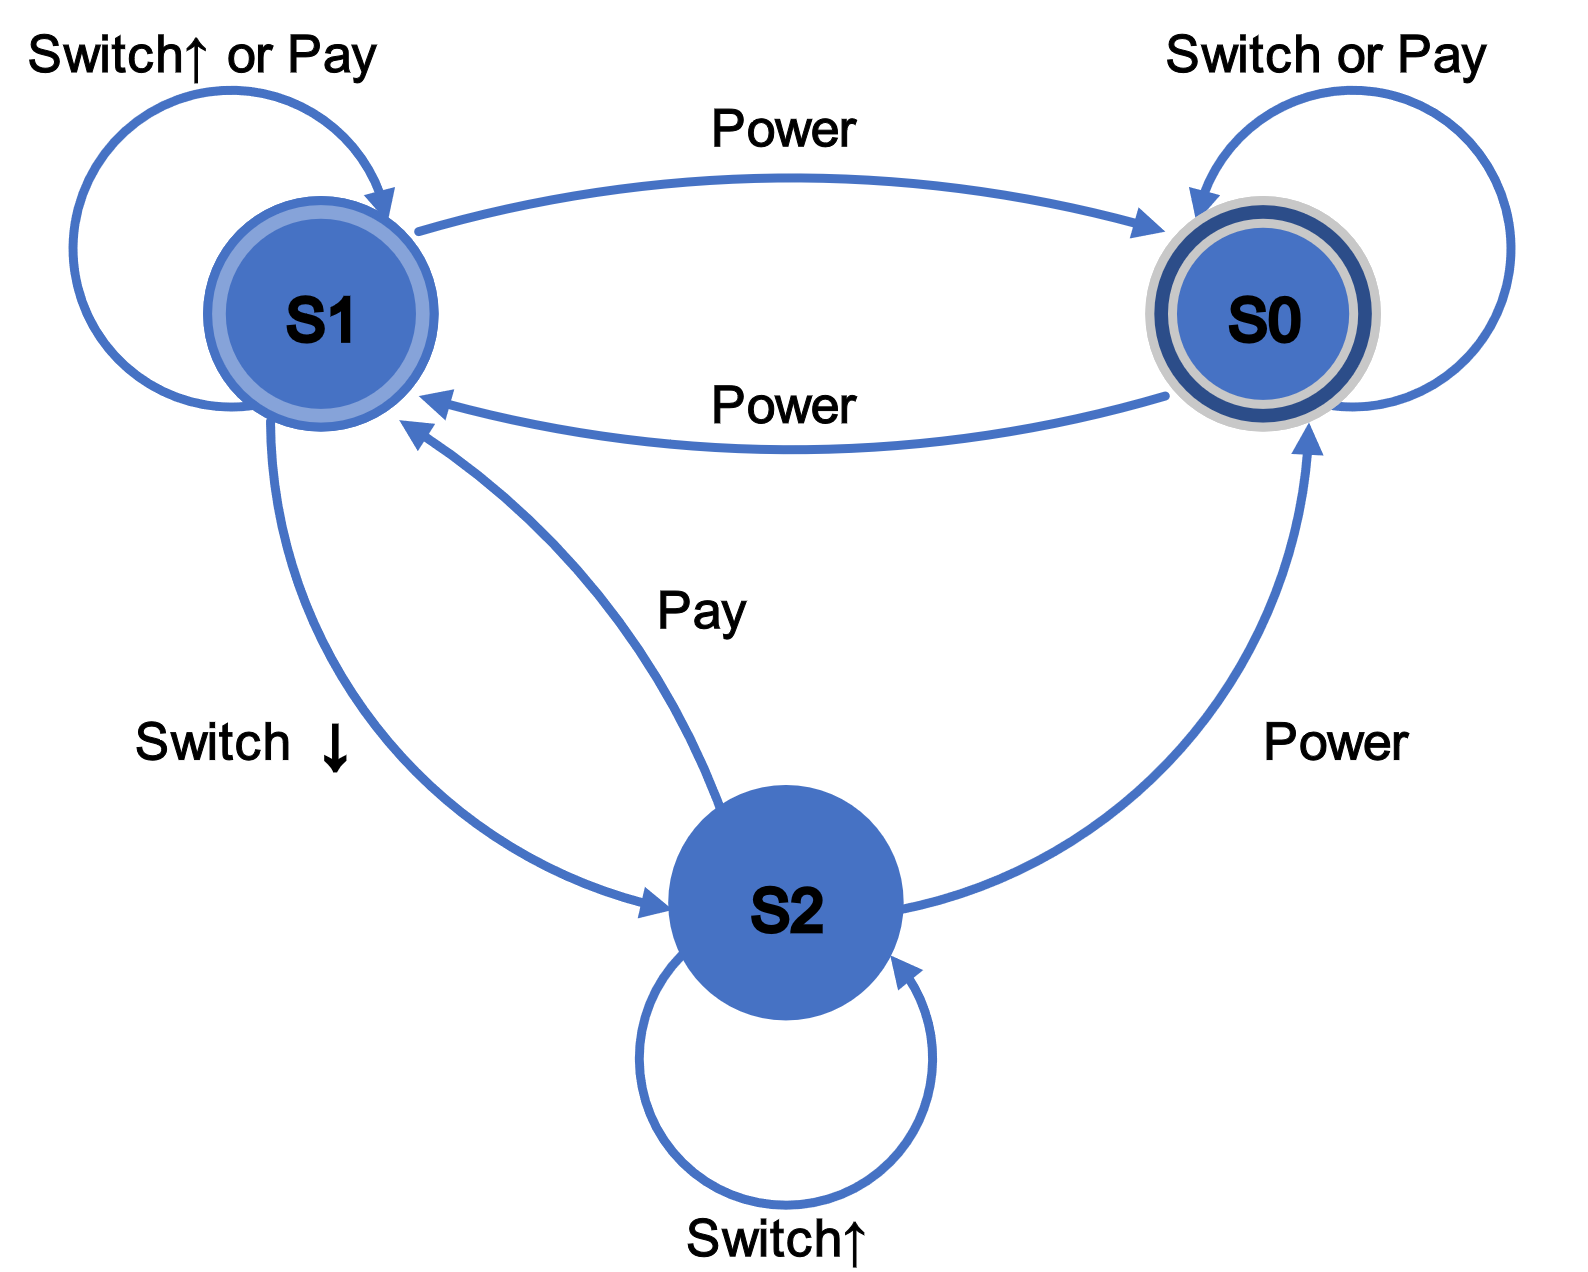 Switch↑ or Pay
Switch or Pay
Power
S1
S0
Power
Pay
Switch ↓
Power
S2
Switch↑